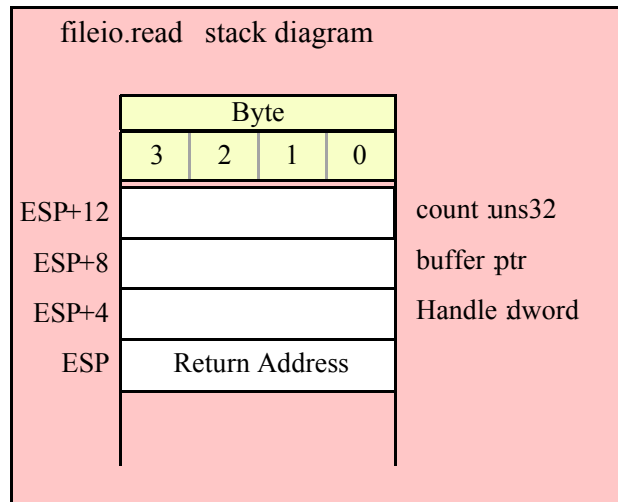 fileio.read stack diagram
Byte
3 2 1 0
ESP+12 count :uns32
ESP+8 buffer :ptr
ESP+4 Handle :dword
ESP Return Address